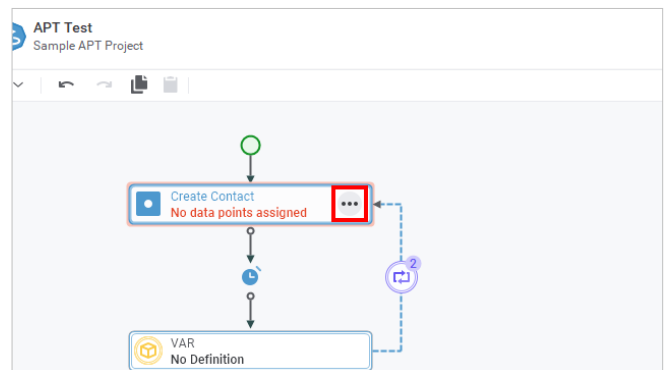 APT Test
Sample APT Project
Create Contact
No data points assigned
2
VAR
No Definition